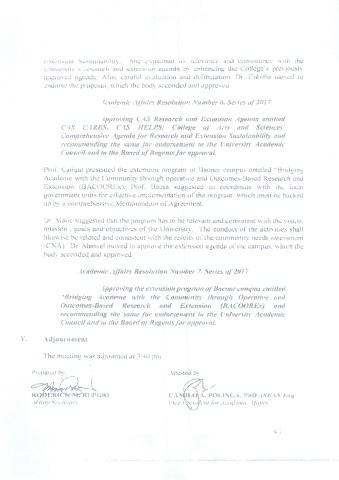 Extension Sustainability. She explained its relevance and consistency with the
University's research and extension agenda by enhancing the College's previously
approved agenda. After careful evaluation and deliberation, Dr. Cubilla moved to
endorse the proposal, which the body seconded and approved.
Academic Affairs Resolution Number 6, Series of 2017
Approving CAS Research and Extension Agenda entitled
CAS CARES, CAS HELPS: College of Arts and Sciences'
Comprehensive Agenda for Research and Extension Sustainability and
recommending the same for endorsement to the University Academic
Council and to the Board of Regents for approval.
Prof. presented the extension program of Bacnor campus entitled "Bridging
Academe with the Community through operative and Outcomes-Based Research and
Extension (BACOOREx). Prof. suggested to coordinate with the local
government units for effective implementation of the program, which must be backed
up by a comprehensive Memorandum of Agreement.
Dr. suggested that the program has to be relevant and consistent with the vision,
mission, goals and objectives of the University. The conduct of the activities shall
likewise be related and consistent with the results of the community needs assessment
(CNA). Dr. Manuel moved to approve the extension agenda of the campus, which the
body seconded and approved.
Academic Affairs Resolution Number 7, Series of 2017
Approving the extension program of Bacnor campus entitled
"Bridging Academe with the Community through Operative and
Outcomes-Based Research and Extension (BACOOREx) and
recommending the same for endorsement to the University Academic
Council and to the Board of Regents for approval.
V. Adjournment
The meeting was adjourned at 3:40 pm.
Prepared by: Attested by:
RODERICK M. RUPIDO CAMILLA A. POLINGA, PhD ASEAN Eng
Secretary Vice President for Academic Affairs